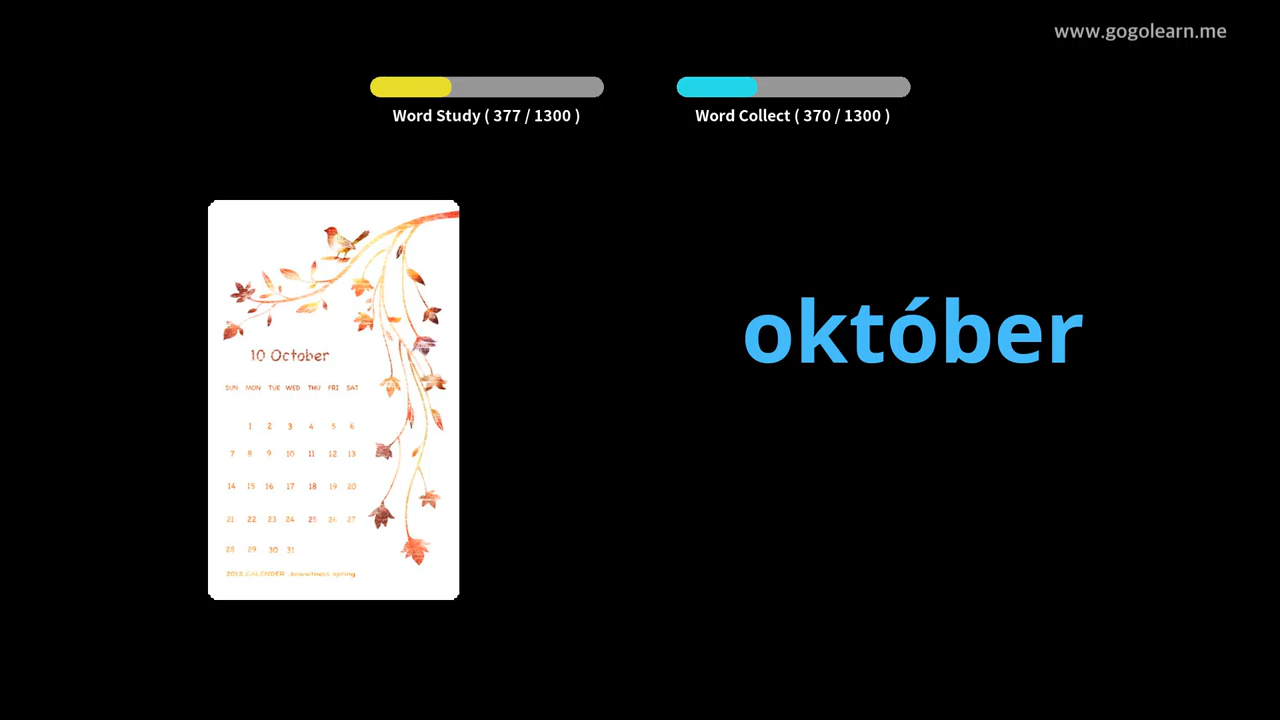 www.gogolearn.me
Word Study ( 377 / 1300 )
Word Collect ( 370 / 1300 )
október
10 October
SUN MON TUE WED THU FRI SAT
1 2 3 4 5 6
7 8 9 10 11 12 13
14 15 16 17 18 19 20
21 22 23 24 25 26 27
28 29 30 31
2012.CALENDER spring